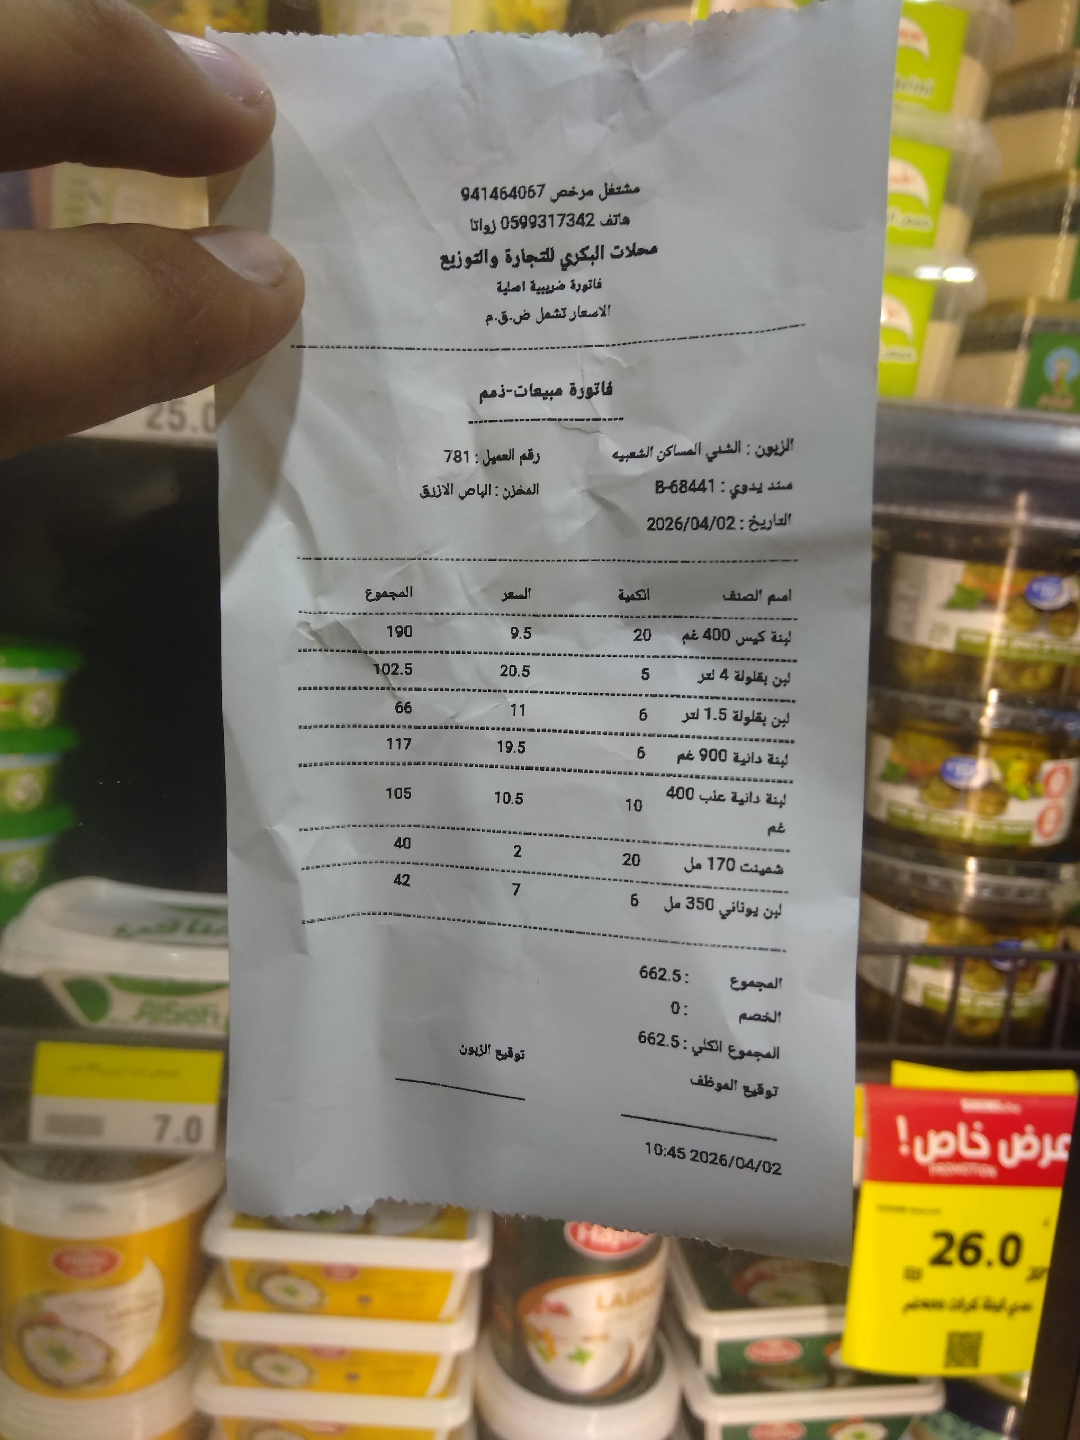 مشتغل مرخص 941464067
هاتف 0599317342 زواتا
محلات البكري للتجارة والتوزيع
فاتورة ضريبية اصلية
الاسعار تشمل ض.ق.م
فاتورة مبيعات-ذمم
الزبون : الشني المساكن الشعبيه رقم العميل : 781
سند يدوي : B-68441 المخزن : الباص الازرق
التاريخ : 2026/04/02
اسم الصنف الكمية السعر المجموع
لبنة كيس 400 غم 20 9.5 190
لبن بقلولة 4 لتر 5 20.5 102.5
لبن بقلولة 1.5 لتر 6 11 66
لبنة دانية 900 غم 6 19.5 117
لبنة دانية علب 400 10 10.5 105
غم
شمينت 170 مل 20 2 40
لبن يوناني 350 مل 6 7 42
المجموع : 662.5
الخصم : 0
المجموع الكلي : 662.5
توقيع الموظف توقيع الزبون
10:45 2026/04/02
25.0
AlSafi
7.0
عرض خاص!
PROMOTION
26.0
₪